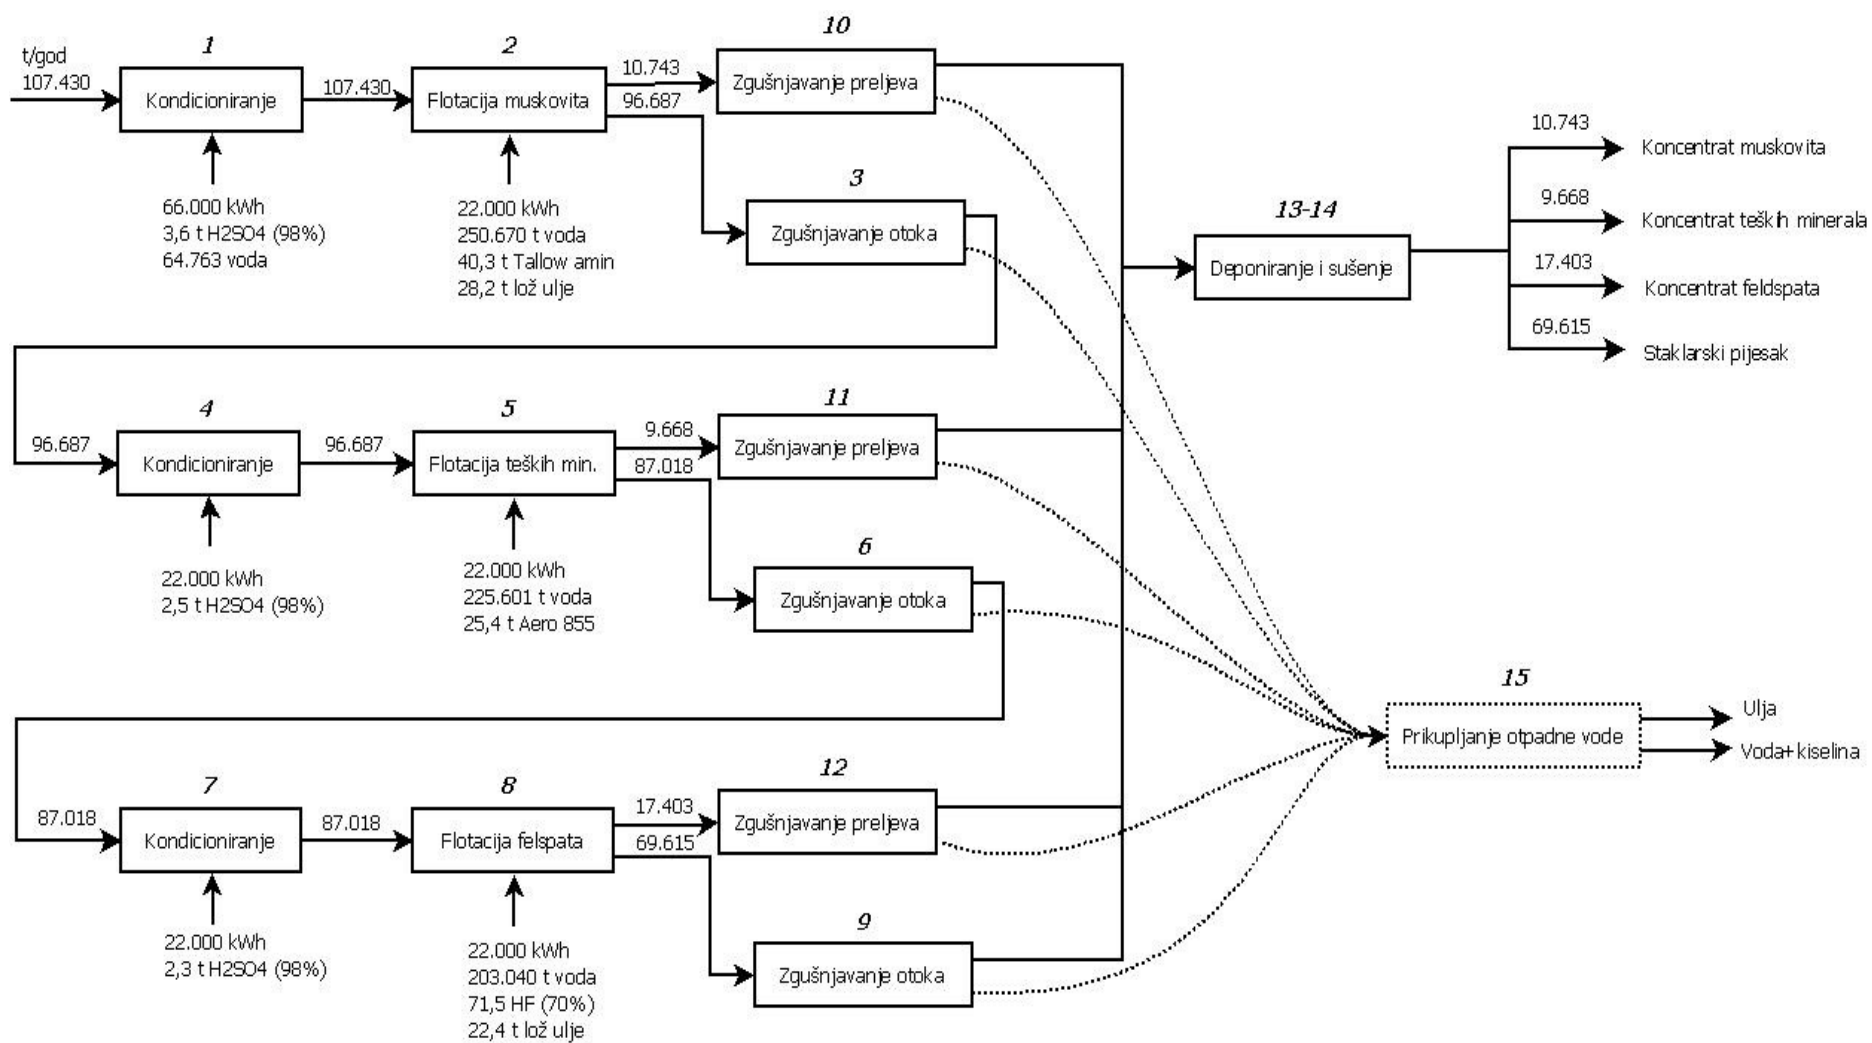 t/god
107.430
1
Kondicioniranje
66.000 kWh
3,6 t H2SO4 (98%)
64.763 voda
107.430
2
Flotacija muskovita
22.000 kWh
250.670 t voda
40,3 t Tallow amin
28,2 t lož ulje
10.743
96.687
10
Zgušnjavanje preljeva
3
Zgušnjavanje otoka
13-14
Deponiranje i sušenje
10.743
Koncentrat muskovita
9.668
Koncentrat teških minerala
17.403
Koncentrat feldspata
69.615
Staklarski pijesak
96.687
4
Kondicioniranje
22.000 kWh
2,5 t H2SO4 (98%)
96.687
5
Flotacija teških min.
22.000 kWh
225.601 t voda
25,4 t Aero 855
9.668
87.018
11
Zgušnjavanje preljeva
6
Zgušnjavanje otoka
87.018
7
Kondicioniranje
22.000 kWh
2,3 t H2SO4 (98%)
87.018
8
Flotacija felspata
22.000 kWh
203.040 t voda
71,5 HF (70%)
22,4 t lož ulje
17.403
69.615
12
Zgušnjavanje preljeva
9
Zgušnjavanje otoka
15
Prikupljanje otpadne vode
Ulja
Voda+kiselina